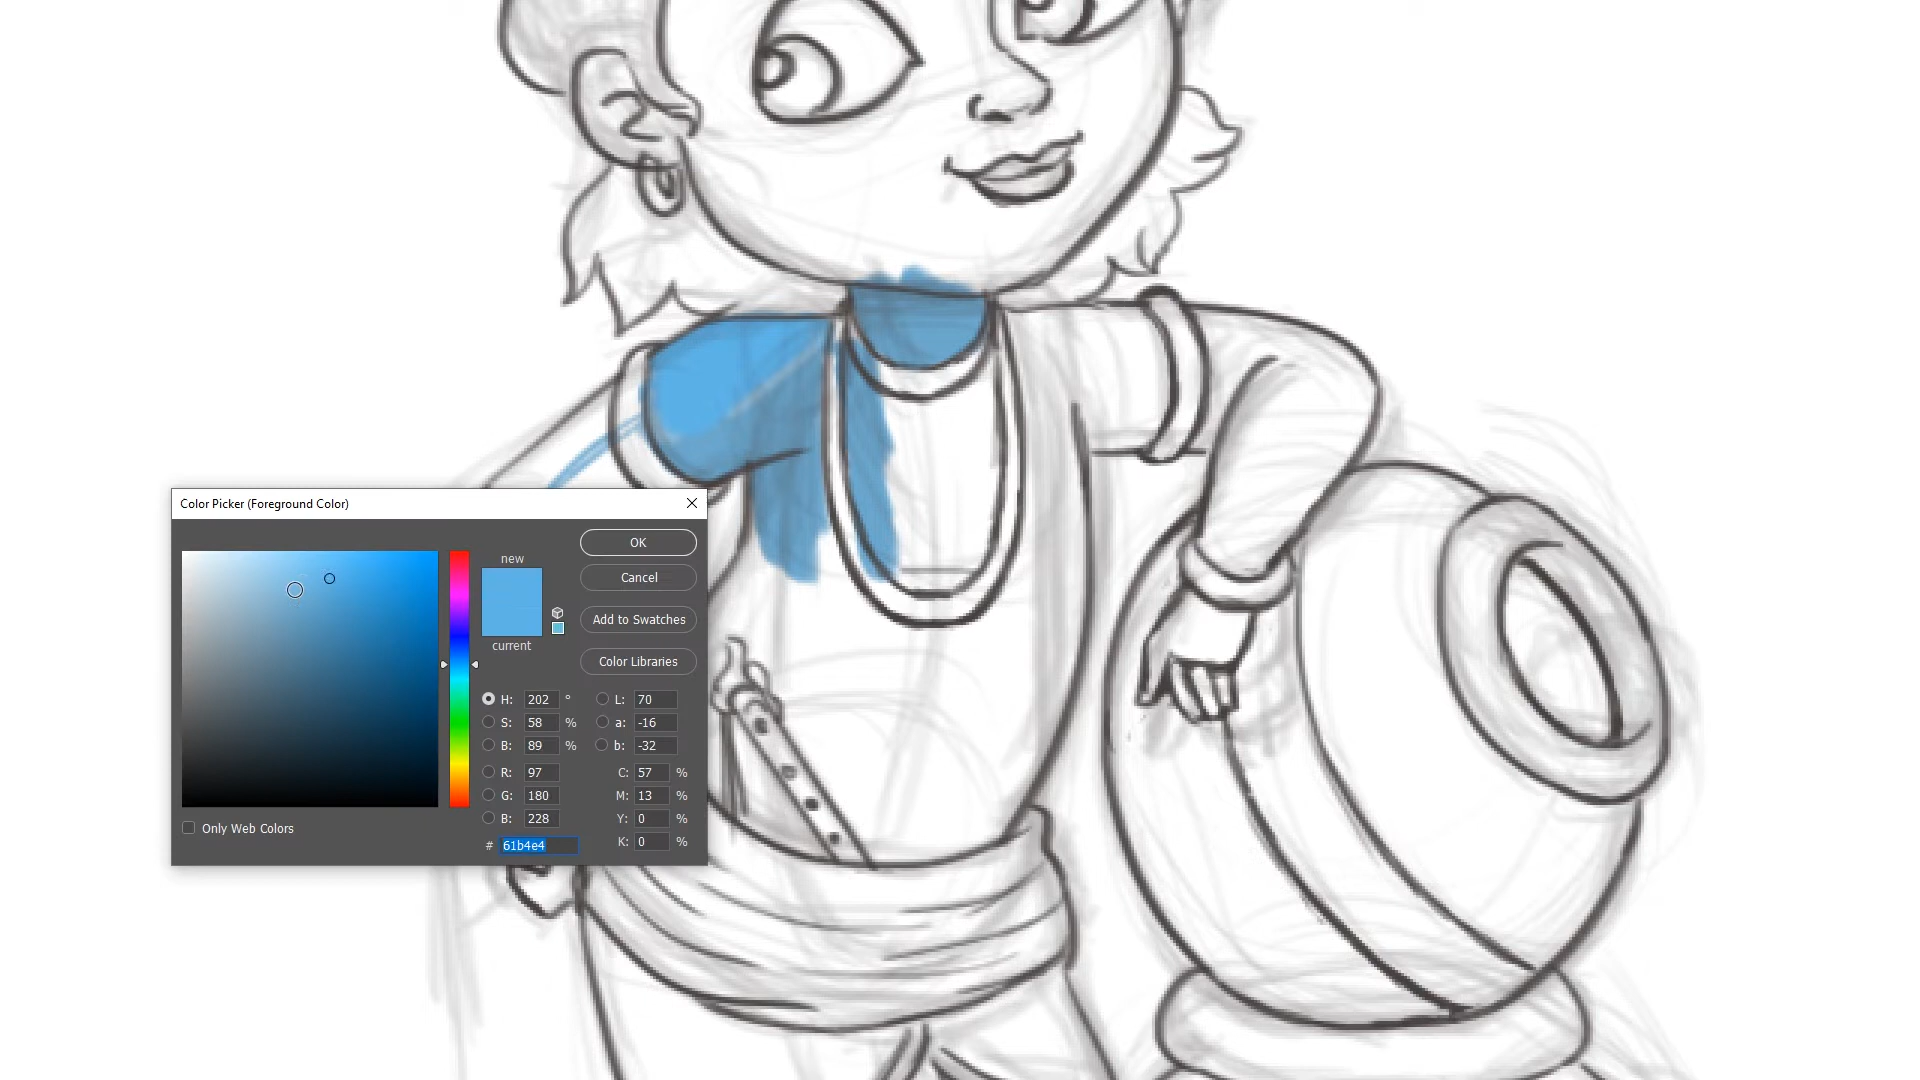 Color Picker (Foreground Color)
new
current
OK
Cancel
Add to Swatches
Color Libraries
H: 202 °
S: 58 %
B: 89 %
R: 97
G: 180
B: 228
# 61b4e4
L: 70
a: -16
b: -32
C: 57 %
M: 13 %
Y: 0 %
K: 0 %
Only Web Colors